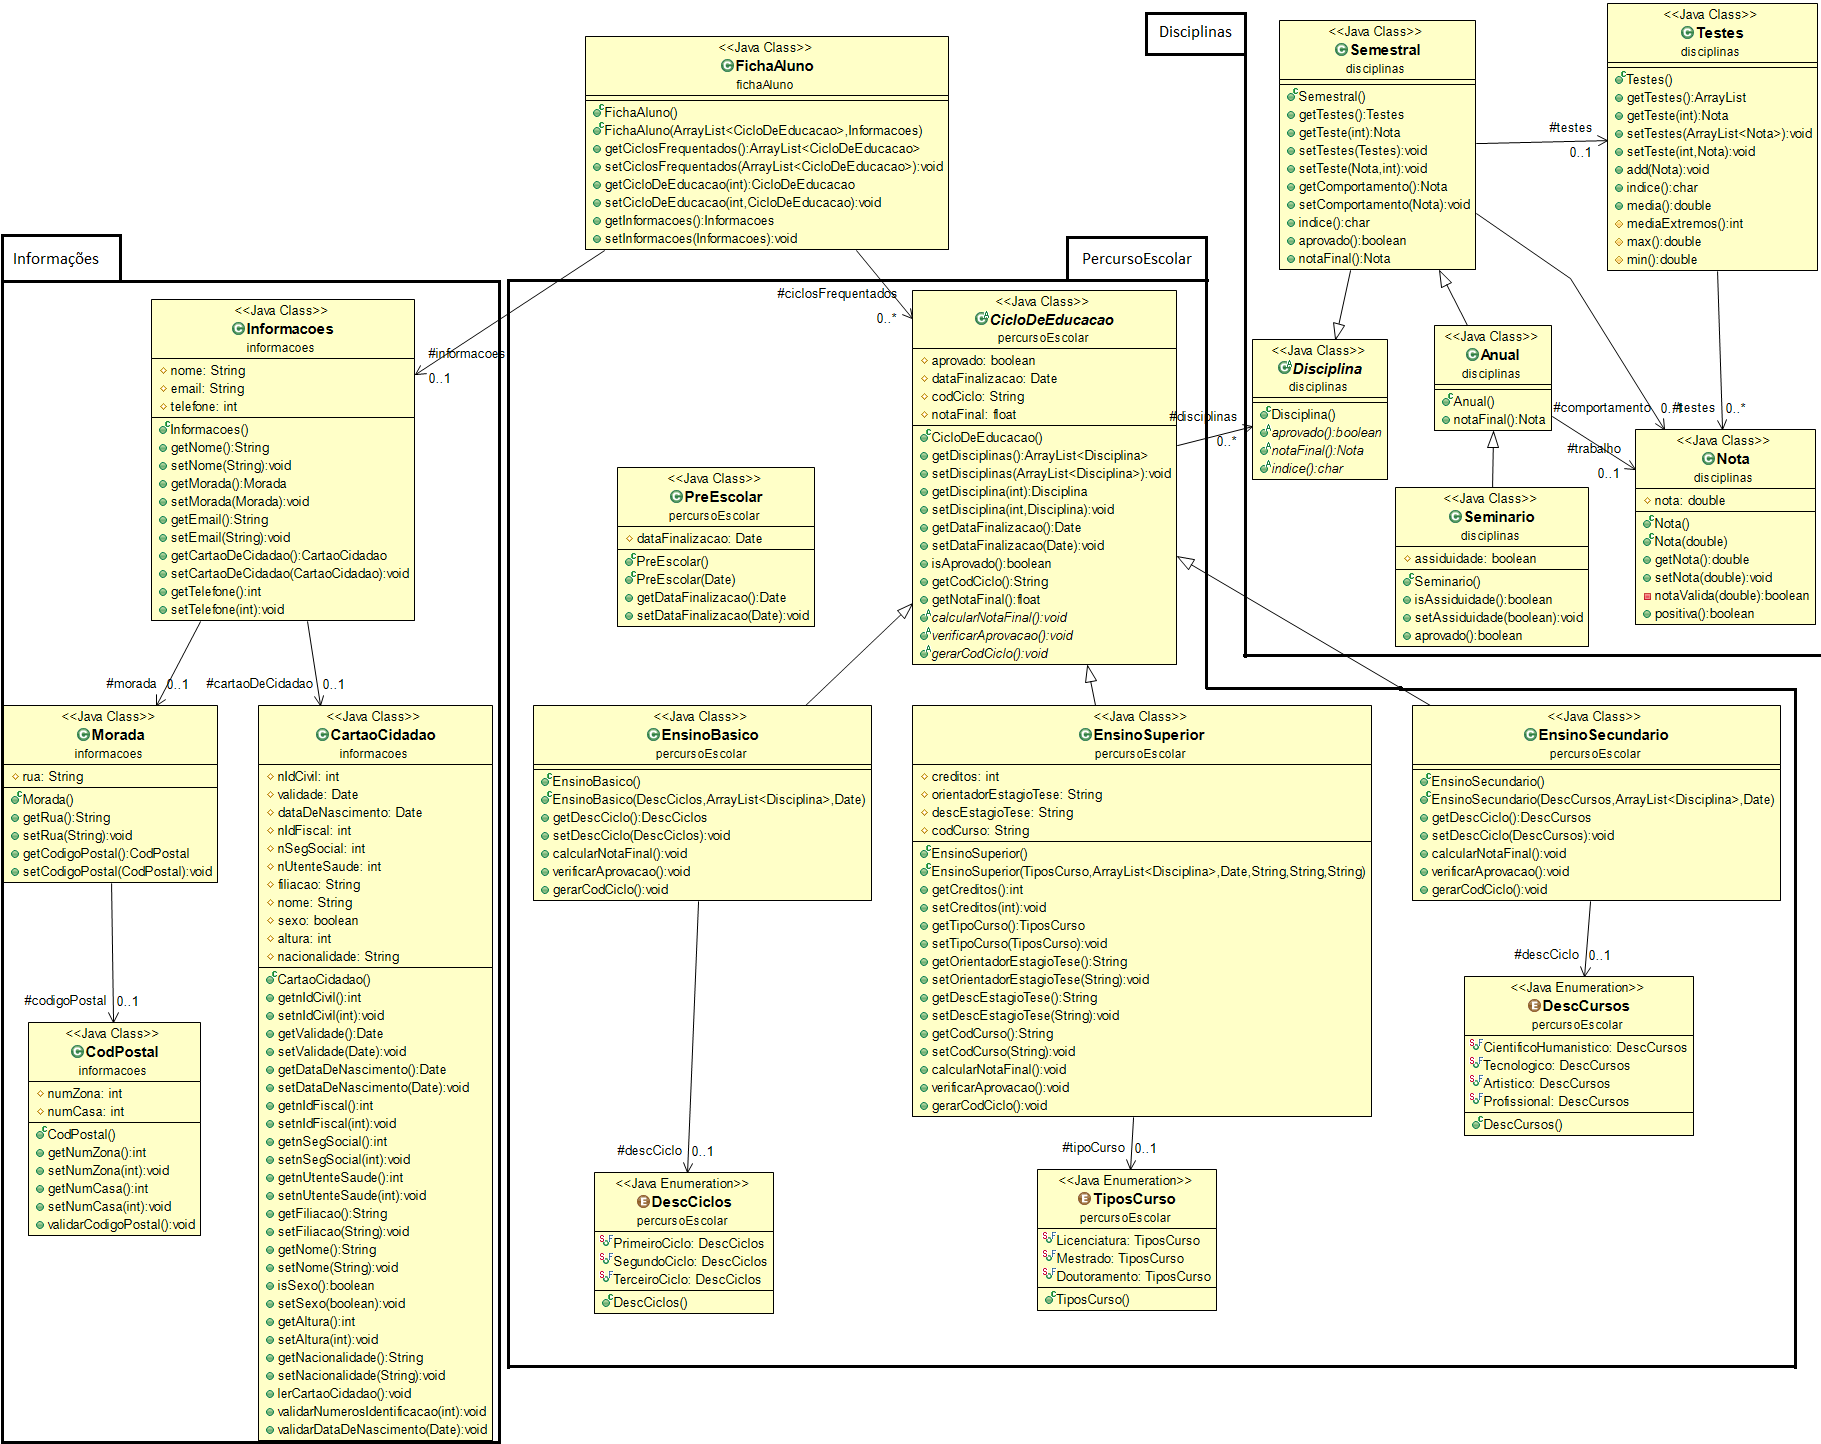 <<Java Class>>
FichaAluno
fichaAluno
FichaAluno()
FichaAluno(ArrayList<CicloDeEducacao>,Informacoes)
getCiclosFrequentados():ArrayList<CicloDeEducacao>
setCiclosFrequentados(ArrayList<CicloDeEducacao>):void
getCicloDeEducacao(int):CicloDeEducacao
setCicloDeEducacao(int,CicloDeEducacao):void
getInformacoes():Informacoes
setInformacoes(Informacoes):void
#informacoes
0..1
#ciclosFrequentados
0..*
Informações
<<Java Class>>
Informacoes
informacoes
nome: String
email: String
telefone: int
Informacoes()
getNome():String
setNome(String):void
getMorada():Morada
setMorada(Morada):void
getEmail():String
setEmail(String):void
getCartaoDeCidadao():CartaoCidadao
setCartaoDeCidadao(CartaoCidadao):void
getTelefone():int
setTelefone(int):void
#morada 0..1
#cartaoDeCidadao 0..1
<<Java Class>>
Morada
informacoes
rua: String
Morada()
getRua():String
setRua(String):void
getCodigoPostal():CodPostal
setCodigoPostal(CodPostal):void
#codigoPostal 0..1
<<Java Class>>
CodPostal
informacoes
numZona: int
numCasa: int
CodPostal()
getNumZona():int
setNumZona(int):void
getNumCasa():int
setNumCasa(int):void
validarCodigoPostal():void
<<Java Class>>
CartaoCidadao
informacoes
nIdCivil: int
validade: Date
dataDeNascimento: Date
nIdFiscal: int
nSegSocial: int
nUtenteSaude: int
filiacao: String
nome: String
sexo: boolean
altura: int
nacionalidade: String
CartaoCidadao()
getnIdCivil():int
setnIdCivil(int):void
getValidade():Date
setValidade(Date):void
getDataDeNascimento():Date
setDataDeNascimento(Date):void
getnIdFiscal():int
setnIdFiscal(int):void
getnSegSocial():int
setnSegSocial(int):void
getnUtenteSaude():int
setnUtenteSaude(int):void
getFiliacao():String
setFiliacao(String):void
getNome():String
setNome(String):void
isSexo():boolean
setSexo(boolean):void
getAltura():int
setAltura(int):void
getNacionalidade():String
setNacionalidade(String):void
lerCartaoCidadao():void
validarNumerosIdentificacao(int):void
validarDataDeNascimento(Date):void
PercursoEscolar
<<Java Class>>
CicloDeEducacao
percursoEscolar
aprovado: boolean
dataFinalizacao: Date
codCiclo: String
notaFinal: float
CicloDeEducacao()
getDisciplinas():ArrayList<Disciplina>
setDisciplinas(ArrayList<Disciplina>):void
getDisciplina(int):Disciplina
setDisciplina(int,Disciplina):void
getDataFinalizacao():Date
setDataFinalizacao(Date):void
isAprovado():boolean
getCodCiclo():String
getNotaFinal():float
calcularNotaFinal():void
verificarAprovacao():void
gerarCodCiclo():void
#disciplinas
0..*
<<Java Class>>
PreEscolar
percursoEscolar
dataFinalizacao: Date
PreEscolar()
PreEscolar(Date)
getDataFinalizacao():Date
setDataFinalizacao(Date):void
<<Java Class>>
EnsinoBasico
percursoEscolar
EnsinoBasico()
EnsinoBasico(DescCiclos,ArrayList<Disciplina>,Date)
getDescCiclo():DescCiclos
setDescCiclo(DescCiclos):void
calcularNotaFinal():void
verificarAprovacao():void
gerarCodCiclo():void
#descCiclo 0..1
<<Java Enumeration>>
DescCiclos
percursoEscolar
PrimeiroCiclo: DescCiclos
SegundoCiclo: DescCiclos
TerceiroCiclo: DescCiclos
DescCiclos()
<<Java Class>>
EnsinoSuperior
percursoEscolar
creditos: int
orientadorEstagioTese: String
descEstagioTese: String
codCurso: String
EnsinoSuperior()
EnsinoSuperior(TiposCurso,ArrayList<Disciplina>,Date,String,String,String)
getCreditos():int
setCreditos(int):void
getTipoCurso():TiposCurso
setTipoCurso(TiposCurso):void
getOrientadorEstagioTese():String
setOrientadorEstagioTese(String):void
getDescEstagioTese():String
setDescEstagioTese(String):void
getCodCurso():String
setCodCurso(String):void
calcularNotaFinal():void
verificarAprovacao():void
gerarCodCiclo():void
#tipoCurso 0..1
<<Java Enumeration>>
TiposCurso
percursoEscolar
Licenciatura: TiposCurso
Mestrado: TiposCurso
Doutoramento: TiposCurso
TiposCurso()
<<Java Class>>
EnsinoSecundario
percursoEscolar
EnsinoSecundario()
EnsinoSecundario(DescCursos,ArrayList<Disciplina>,Date)
getDescCiclo():DescCursos
setDescCiclo(DescCursos):void
calcularNotaFinal():void
verificarAprovacao():void
gerarCodCiclo():void
#descCiclo 0..1
<<Java Enumeration>>
DescCursos
percursoEscolar
CientificoHumanistico: DescCursos
Tecnologico: DescCursos
Artistico: DescCursos
Profissional: DescCursos
DescCursos()
Disciplinas
<<Java Class>>
Semestral
disciplinas
Semestral()
getTestes():Testes
getTeste(int):Nota
setTestes(Testes):void
setTeste(Nota,int):void
getComportamento():Nota
setComportamento(Nota):void
indice():char
aprovado():boolean
notaFinal():Nota
#testes
0..1
<<Java Class>>
Testes
disciplinas
Testes()
getTestes():ArrayList
getTeste(int):Nota
setTestes(ArrayList<Nota>):void
setTeste(int,Nota):void
add(Nota):void
indice():char
media():double
mediaExtremos():int
max():double
min():double
<<Java Class>>
Disciplina
disciplinas
Disciplina()
aprovado():boolean
notaFinal():Nota
indice():char
<<Java Class>>
Anual
disciplinas
Anual()
notaFinal():Nota
#comportamento 0..1
#testes 0..*
#trabalho
0..1
<<Java Class>>
Seminario
disciplinas
assiduidade: boolean
Seminario()
isAssiduidade():boolean
setAssiduidade(boolean):void
aprovado():boolean
<<Java Class>>
Nota
disciplinas
nota: double
Nota()
Nota(double)
getNota():double
setNota(double):void
notaValida(double):boolean
positiva():boolean